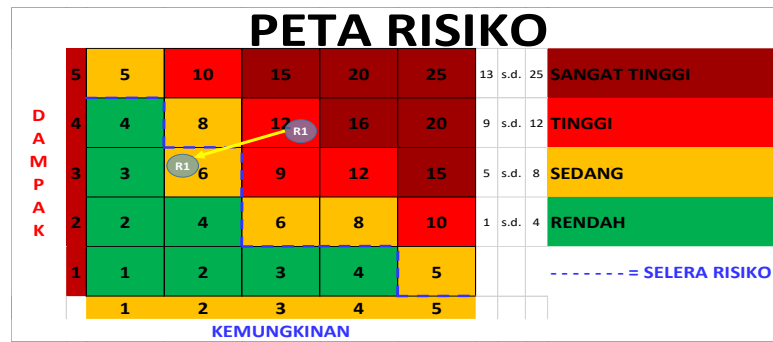 PETA RISIKO
DAMPAK
5 5 10 15 20 25 13 s.d. 25 SANGAT TINGGI
4 4 8 12 R1 16 20 9 s.d. 12 TINGGI
3 3 R1 6 9 12 15 5 s.d. 8 SEDANG
2 2 4 6 8 10 1 s.d. 4 RENDAH
1 1 2 3 4 5 - - - - - - - = SELERA RISIKO
1 2 3 4 5
KEMUNGKINAN